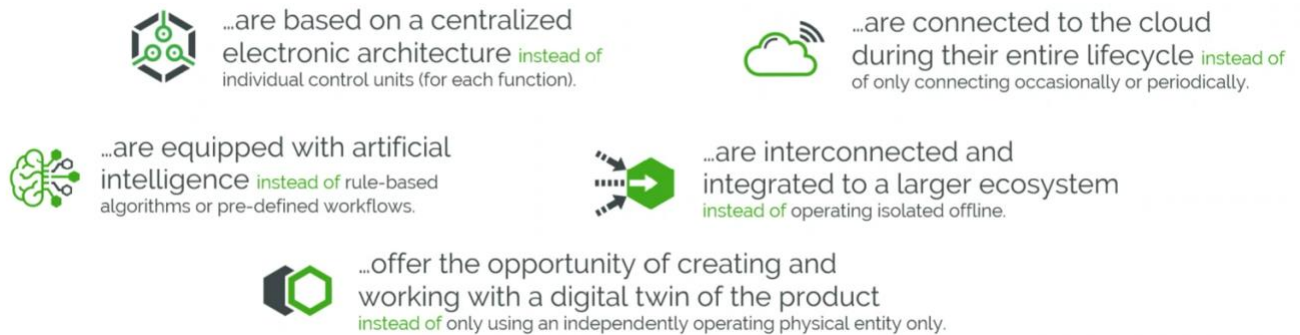 ...are based on a centralized
electronic architecture instead of
individual control units (for each function).
...are connected to the cloud
during their entire lifecycle instead of
of only connecting occasionally or periodically.
...are equipped with artificial
intelligence instead of rule-based
algorithms or pre-defined workflows.
...are interconnected and
integrated to a larger ecosystem
instead of operating isolated offline.
...offer the opportunity of creating and
working with a digital twin of the product
instead of only using an independently operating physical entity only.